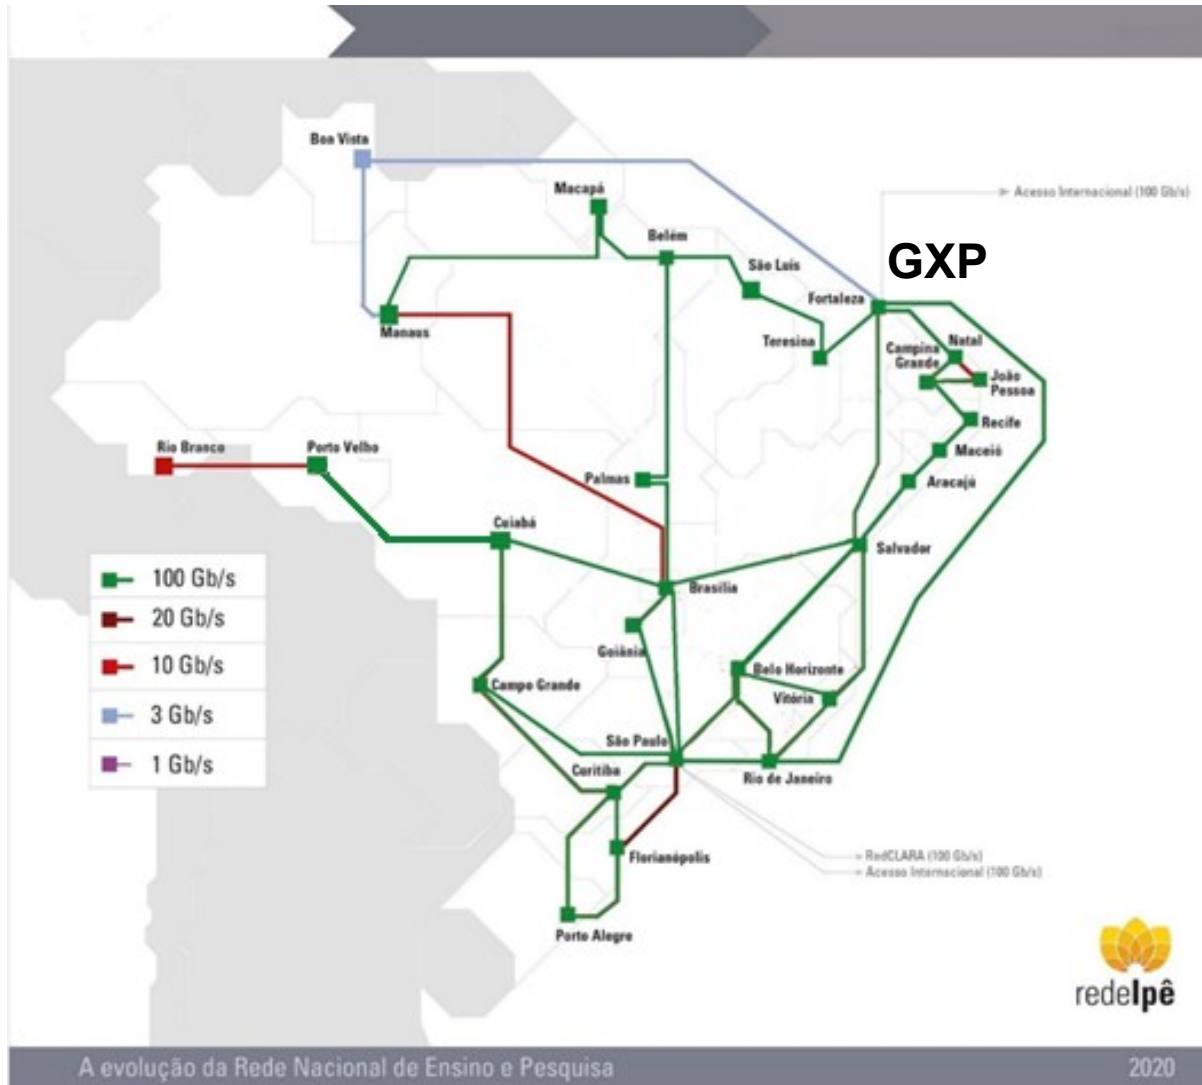 Boa Vista
Macapá
Acesso Internacional (100 Gb/s)
Belém
GXP
São Luís
Fortaleza
Manaus
Teresina
Campina
Grande
Natal
João
Pessoa
Recife
Rio Branco
Porto Velho
Maceió
Palmas
Aracajú
Cuiabá
Salvador
100 Gb/s
20 Gb/s
10 Gb/s
3 Gb/s
1 Gb/s
Brasília
Goiânia
Belo Horizonte
Campo Grande
Vitória
São Paulo
Curitiba
Rio de Janeiro
Florianópolis
RedCLARA (100 Gb/s)
Acesso Internacional (100 Gb/s)
Porto Alegre
redeIpê
A evolução da Rede Nacional de Ensino e Pesquisa
2020